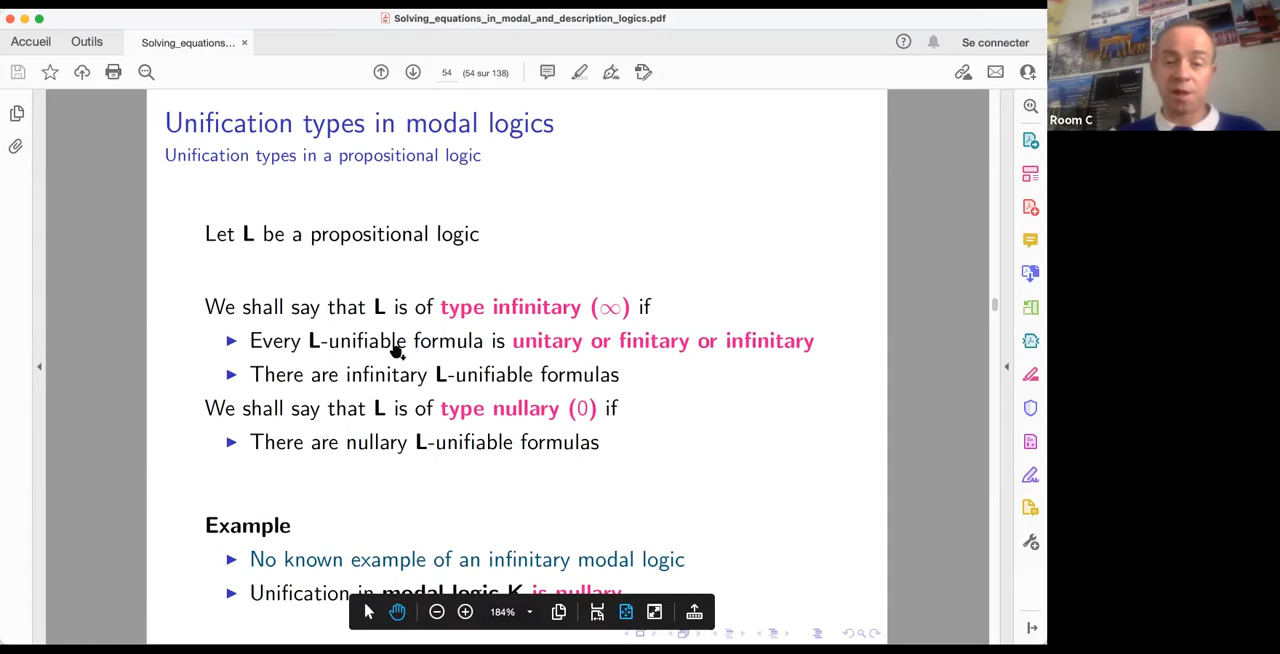 Solving_equations_in_modal_and_description_logics.pdf
Accueil Outils Solving_equations... × Se connecter
54 (54 sur 138)
Unification types in modal logics
Unification types in a propositional logic
Room C
Let L be a propositional logic
We shall say that L is of type infinitary (∞) if
▶ Every L-unifiable formula is unitary or finitary or infinitary
▶ There are infinitary L-unifiable formulas
We shall say that L is of type nullary (0) if
▶ There are nullary L-unifiable formulas
Example
▶ No known example of an infinitary modal logic
▶ Unification in modal logic K is nullary
184%